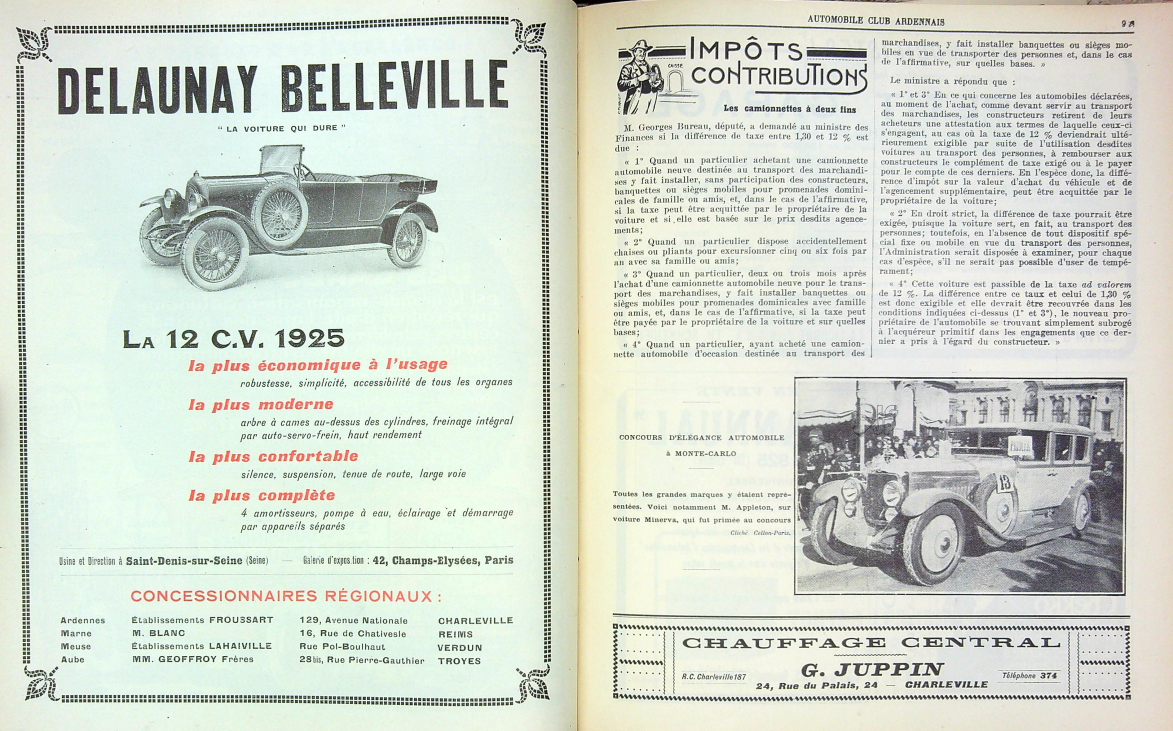 DELAUNAY BELLEVILLE
" LA VOITURE QUI DURE "
LA 12 C.V. 1925
la plus économique à l'usage
robustesse, simplicité, accessibilité de tous les organes
la plus moderne
arbre à cames au-dessus des cylindres, freinage intégral
par auto-servo-frein, haut rendement
la plus confortable
silence, suspension, tenue de route, large voie
la plus complète
4 amortisseurs, pompe à eau, éclairage et démarrage
par appareils séparés
Usine et Direction à Saint-Denis-sur-Seine (Seine) — Galerie d'exposition : 42, Champs-Elysées, Paris
CONCESSIONNAIRES RÉGIONAUX :
Ardennes Établissements FROUSSART 129, Avenue Nationale CHARLEVILLE
Marne M. BLANC 16, Rue de Chativesle REIMS
Meuse Établissements LAHAIVILLE Rue Pol-Boulhaut VERDUN
Aube MM. GEOFFROY Frères 28 bis, Rue Pierre-Gauthier TROYES
AUTOMOBILE CLUB ARDENNAIS
CAISSE
IMPÔTS
CONTRIBUTIONS
Les camionnettes à deux fins
M. Georges Bureau, député, a demandé au ministre des
Finances si la différence de taxe entre 1,30 et 12 % est
due :
« 1° Quand un particulier achetant une camionnette
automobile neuve destinée au transport des marchandi-
ses y fait installer, sans participation des constructeurs,
banquettes ou sièges mobiles pour promenades domini-
cales de famille ou amis, et, dans le cas de l'affirmative,
si la taxe peut être acquittée par le propriétaire de la
voiture et si elle est basée sur le prix desdits agence-
ments;
« 2° Quand un particulier dispose accidentellement
chaises ou pliants pour excursionner cinq ou six fois par
an avec sa famille ou amis;
« 3° Quand un particulier, deux ou trois mois après
l'achat d'une camionnette automobile neuve pour le trans-
port des marchandises, y fait installer banquettes ou
sièges mobiles pour promenades dominicales avec famille
ou amis, et, dans le cas de l'affirmative, si la taxe peut
être payée par le propriétaire de la voiture et sur quelles
bases;
« 4° Quand un particulier, ayant acheté une camion-
nette automobile d'occasion destinée au transport des
marchandises, y fait installer banquettes ou sièges mo-
biles en vue de transporter des personnes et, dans le cas
de l'affirmative, sur quelles bases. »
Le ministre a répondu que :
« 1° et 3° En ce qui concerne les automobiles déclarées,
au moment de l'achat, comme devant servir au transport
des marchandises, les constructeurs retirent de leurs
acheteurs une attestation aux termes de laquelle ceux-ci
s'engagent, au cas où la taxe de 12 % deviendrait ulté-
rieurement exigible par suite de l'utilisation desdites
voitures au transport des personnes, à rembourser aux
constructeurs le complément de taxe exigé ou à le payer
pour le compte de ces derniers. En l'espèce donc, la diffé-
rence d'impôt sur la valeur d'achat du véhicule et de
l'agencement supplémentaire, peut être acquittée par le
propriétaire de la voiture;
« 2° En droit strict, la différence de taxe pourrait être
exigée, puisque la voiture sert, en fait, au transport des
personnes; toutefois, en l'absence de tout dispositif spé-
cial fixe ou mobile en vue du transport des personnes,
l'Administration serait disposée à examiner, pour chaque
cas d'espèce, s'il ne serait pas possible d'user de tempé-
rament;
« 4° Cette voiture est passible de la taxe ad valorem
de 12 %. La différence entre ce taux et celui de 1,30 %
est donc exigible et elle devrait être recouvrée dans les
conditions indiquées ci-dessus (1° et 3°), le nouveau pro-
priétaire de l'automobile se trouvant simplement subrogé
à l'acquéreur primitif dans les engagements que ce der-
nier a pris à l'égard du constructeur. »
CONCOURS D'ÉLÉGANCE AUTOMOBILE
à MONTE-CARLO
Toutes les grandes marques y étaient repré-
sentées. Voici notamment M. Appleton, sur
voiture Minerva, qui fut primée au concours
Cliché Collon-Paris.
13
CHAUFFAGE CENTRAL
G. JUPPIN
R.C. Charleville 187
Téléphone 374
24, Rue du Palais, 24 — CHARLEVILLE